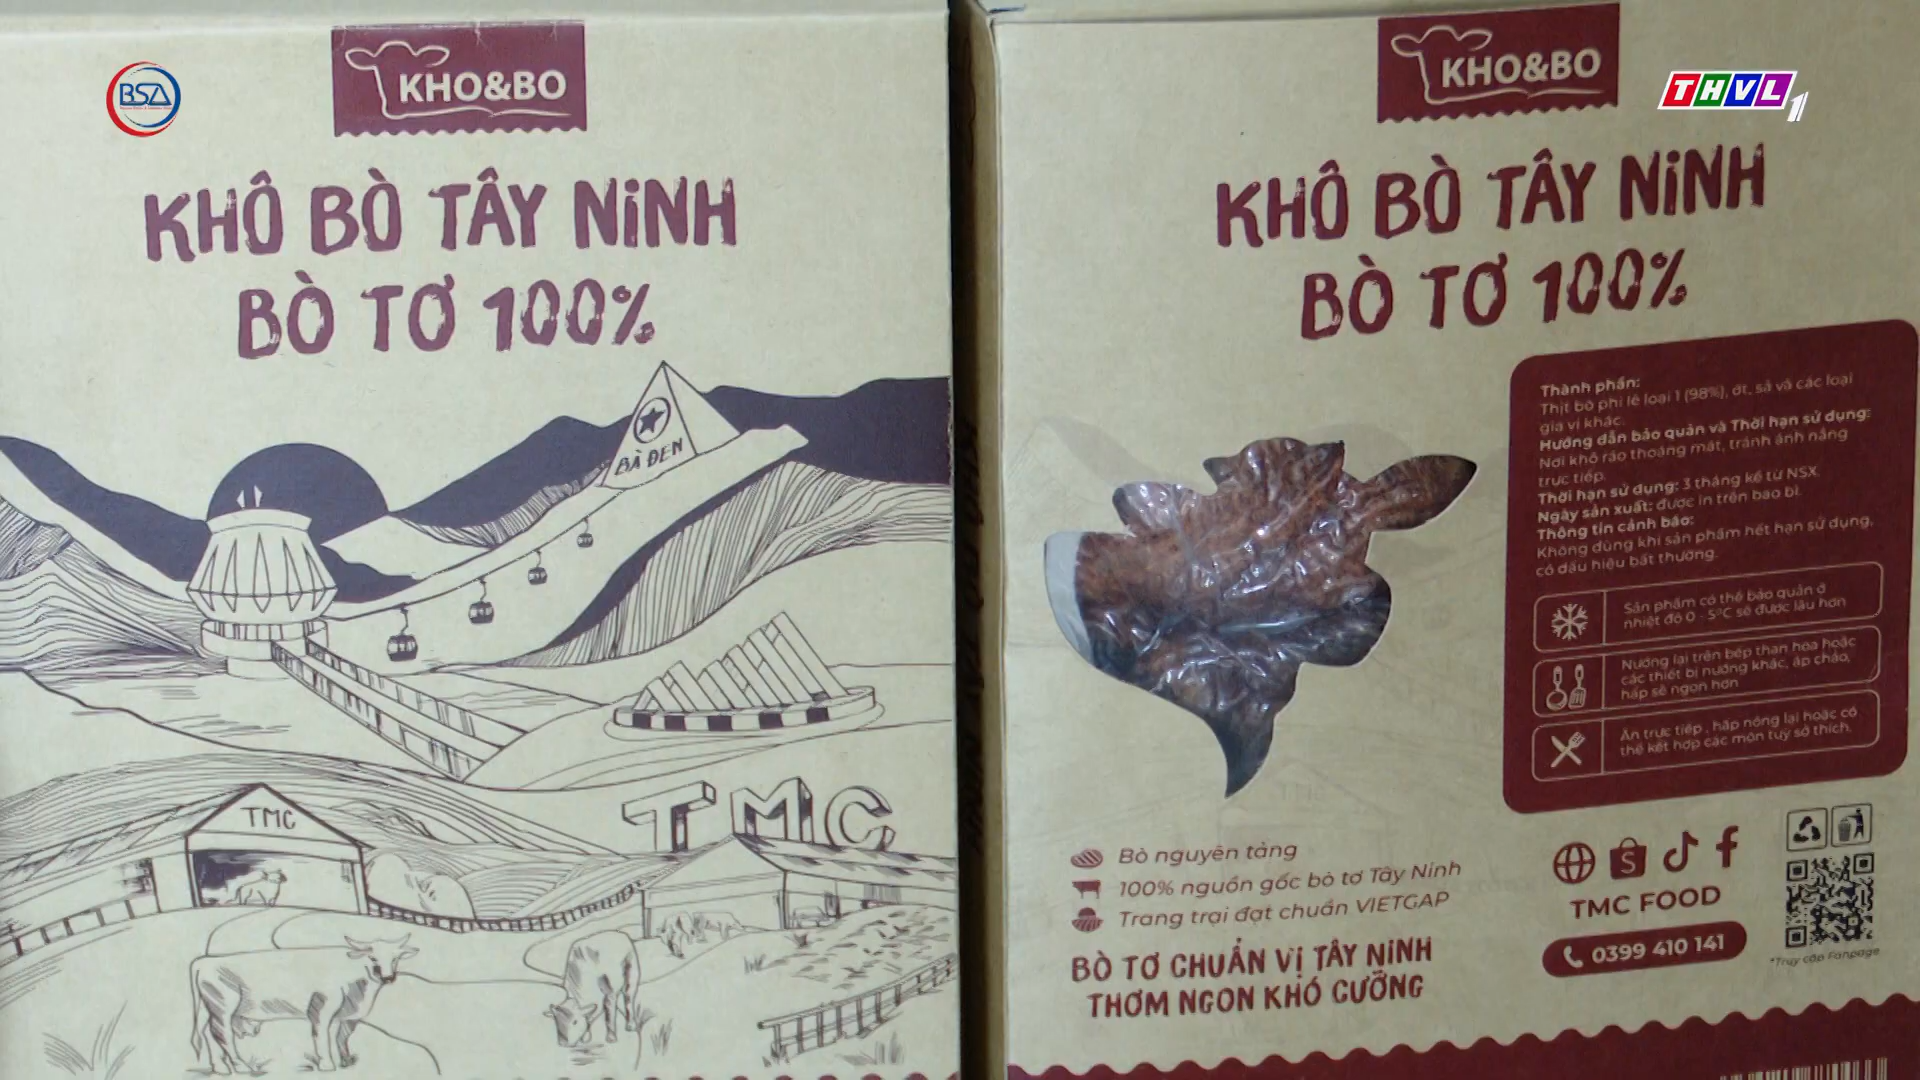 BSA
THVL1
KHO&BO
KHÔ BÒ TÂY NINH
BÒ TƠ 100%
BÀ ĐEN
TMC
TMC
KHO&BO
KHÔ BÒ TÂY NINH
BÒ TƠ 100%
Thành phần:
Thịt bò phi lê loại 1 (98%), ớt, sả và các loại
gia vị khác.
Hướng dẫn bảo quản và Thời hạn sử dụng:
Nơi khô ráo thoáng mát, tránh ánh nắng
trực tiếp.
Thời hạn sử dụng: 3 tháng kể từ NSX.
Ngày sản xuất: được in trên bao bì.
Thông tin cảnh báo:
Không dùng khi sản phẩm hết hạn sử dụng,
có dấu hiệu bất thường.
Sản phẩm có thể bảo quản ở
nhiệt độ 0 - 5°C sẽ được lâu hơn
Nướng lại trên bếp than hoa hoặc
các thiết bị nướng khác, áp chảo,
hấp sẽ ngon hơn
Ăn trực tiếp, hấp nóng lại hoặc có
thể kết hợp các món tuỳ sở thích.
Bò nguyên tảng
100% nguồn gốc bò tơ Tây Ninh
Trang trại đạt chuẩn VIETGAP
BÒ TƠ CHUẨN VỊ TÂY NINH
THƠM NGON KHÓ CƯỠNG
TMC FOOD
0399 410 141
*Truy cập Fanpage